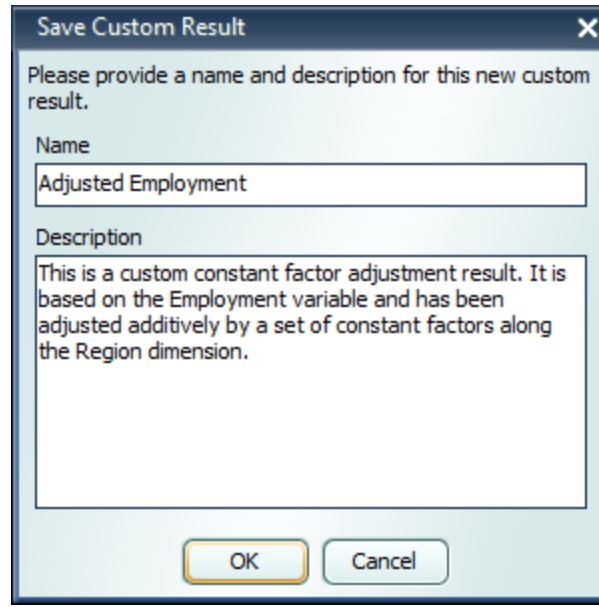 Save Custom Result
Please provide a name and description for this new custom
result.
Name
Adjusted Employment
Description
This is a custom constant factor adjustment result. It is
based on the Employment variable and has been
adjusted additively by a set of constant factors along
the Region dimension.
OK
Cancel